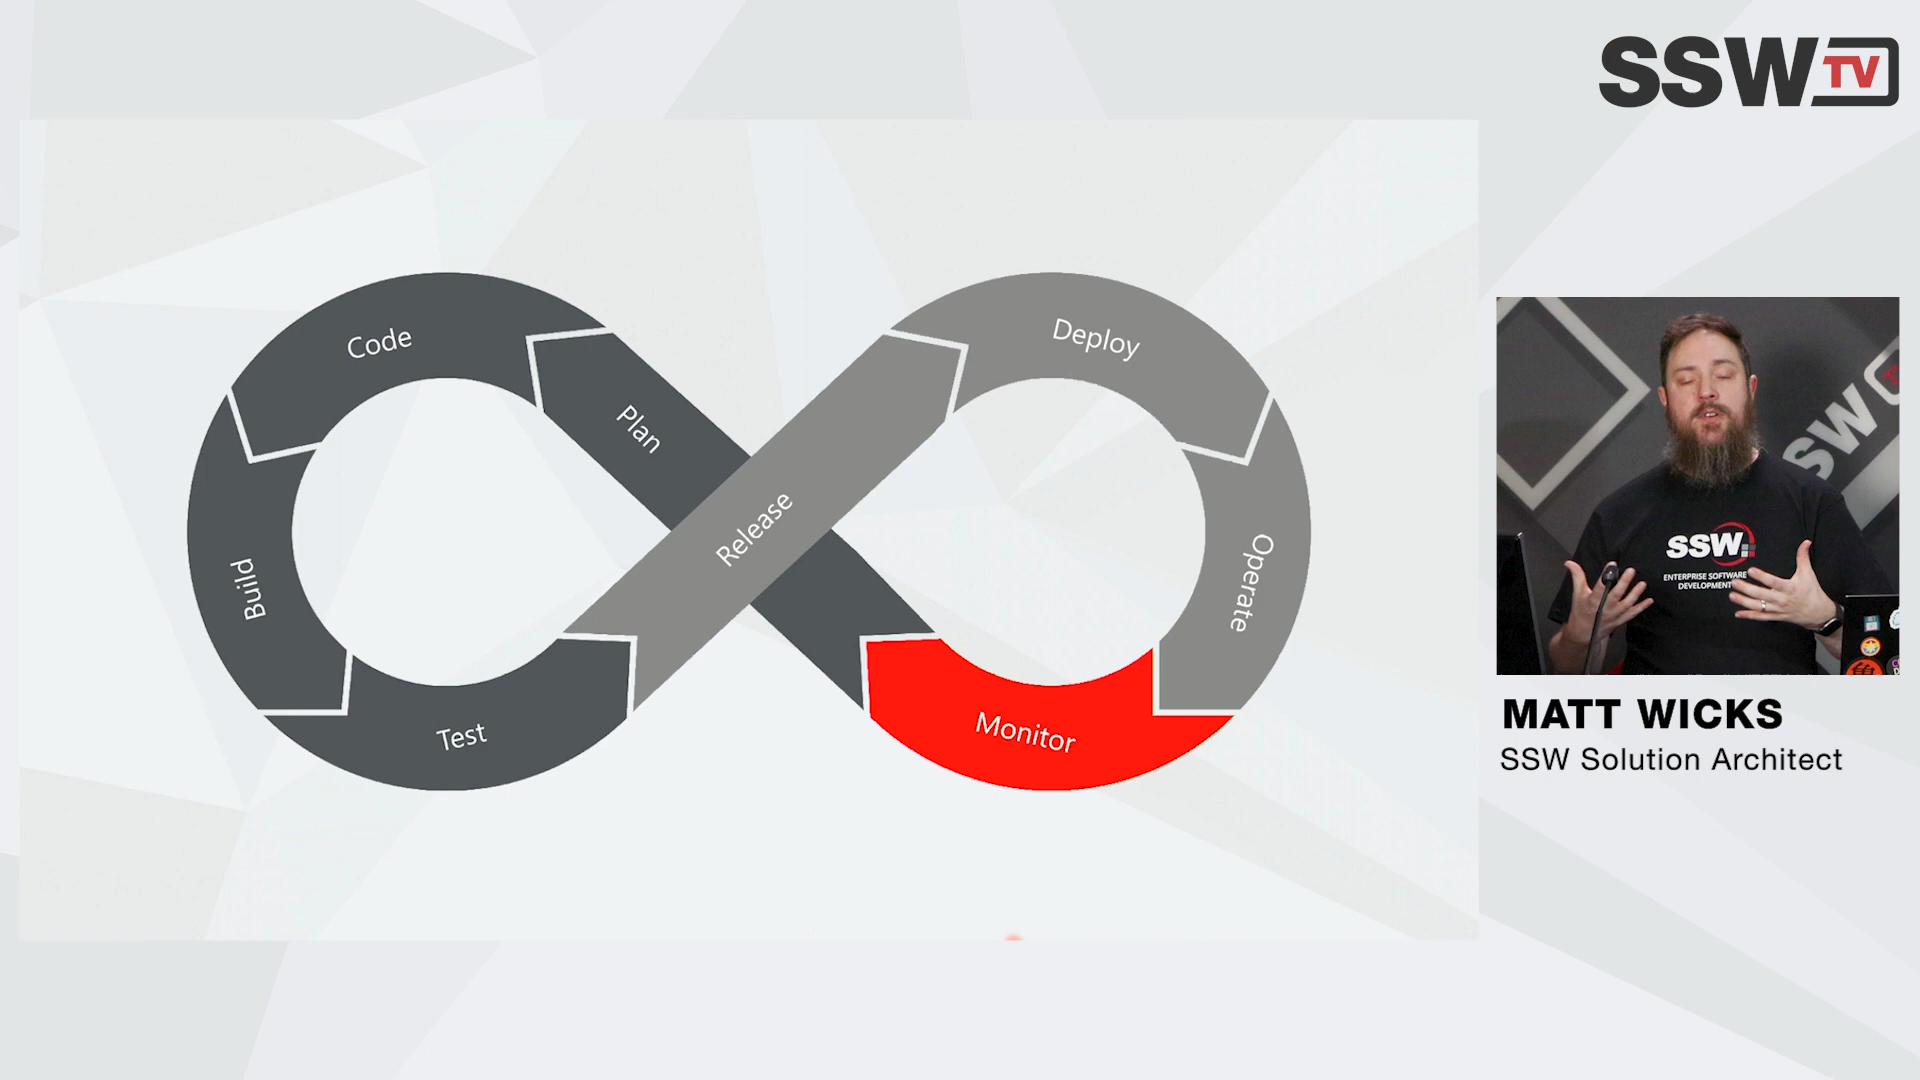 SSW TV
Code
Plan
Build
Test
Release
Deploy
Operate
Monitor
SSW
SSW
ENTERPRISE SOFTWARE
DEVELOPMENT
MATT WICKS
SSW Solution Architect